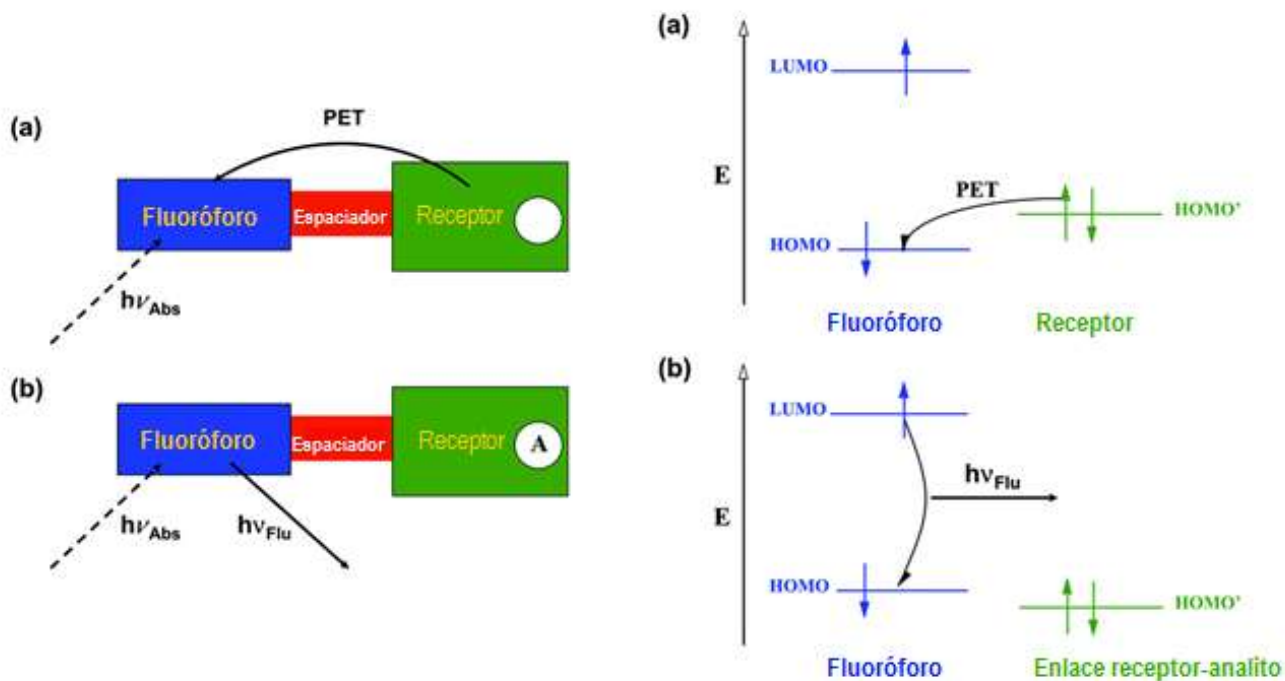 (a)
PET
Fluoróforo
Espaciador
Receptor
hνAbs
(b)
Fluoróforo
Espaciador
Receptor
A
hνAbs
hνFlu
(a)
LUMO
E
PET
HOMO
HOMO'
Fluoróforo
Receptor
(b)
LUMO
hνFlu
E
HOMO
HOMO'
Fluoróforo
Enlace receptor-analito